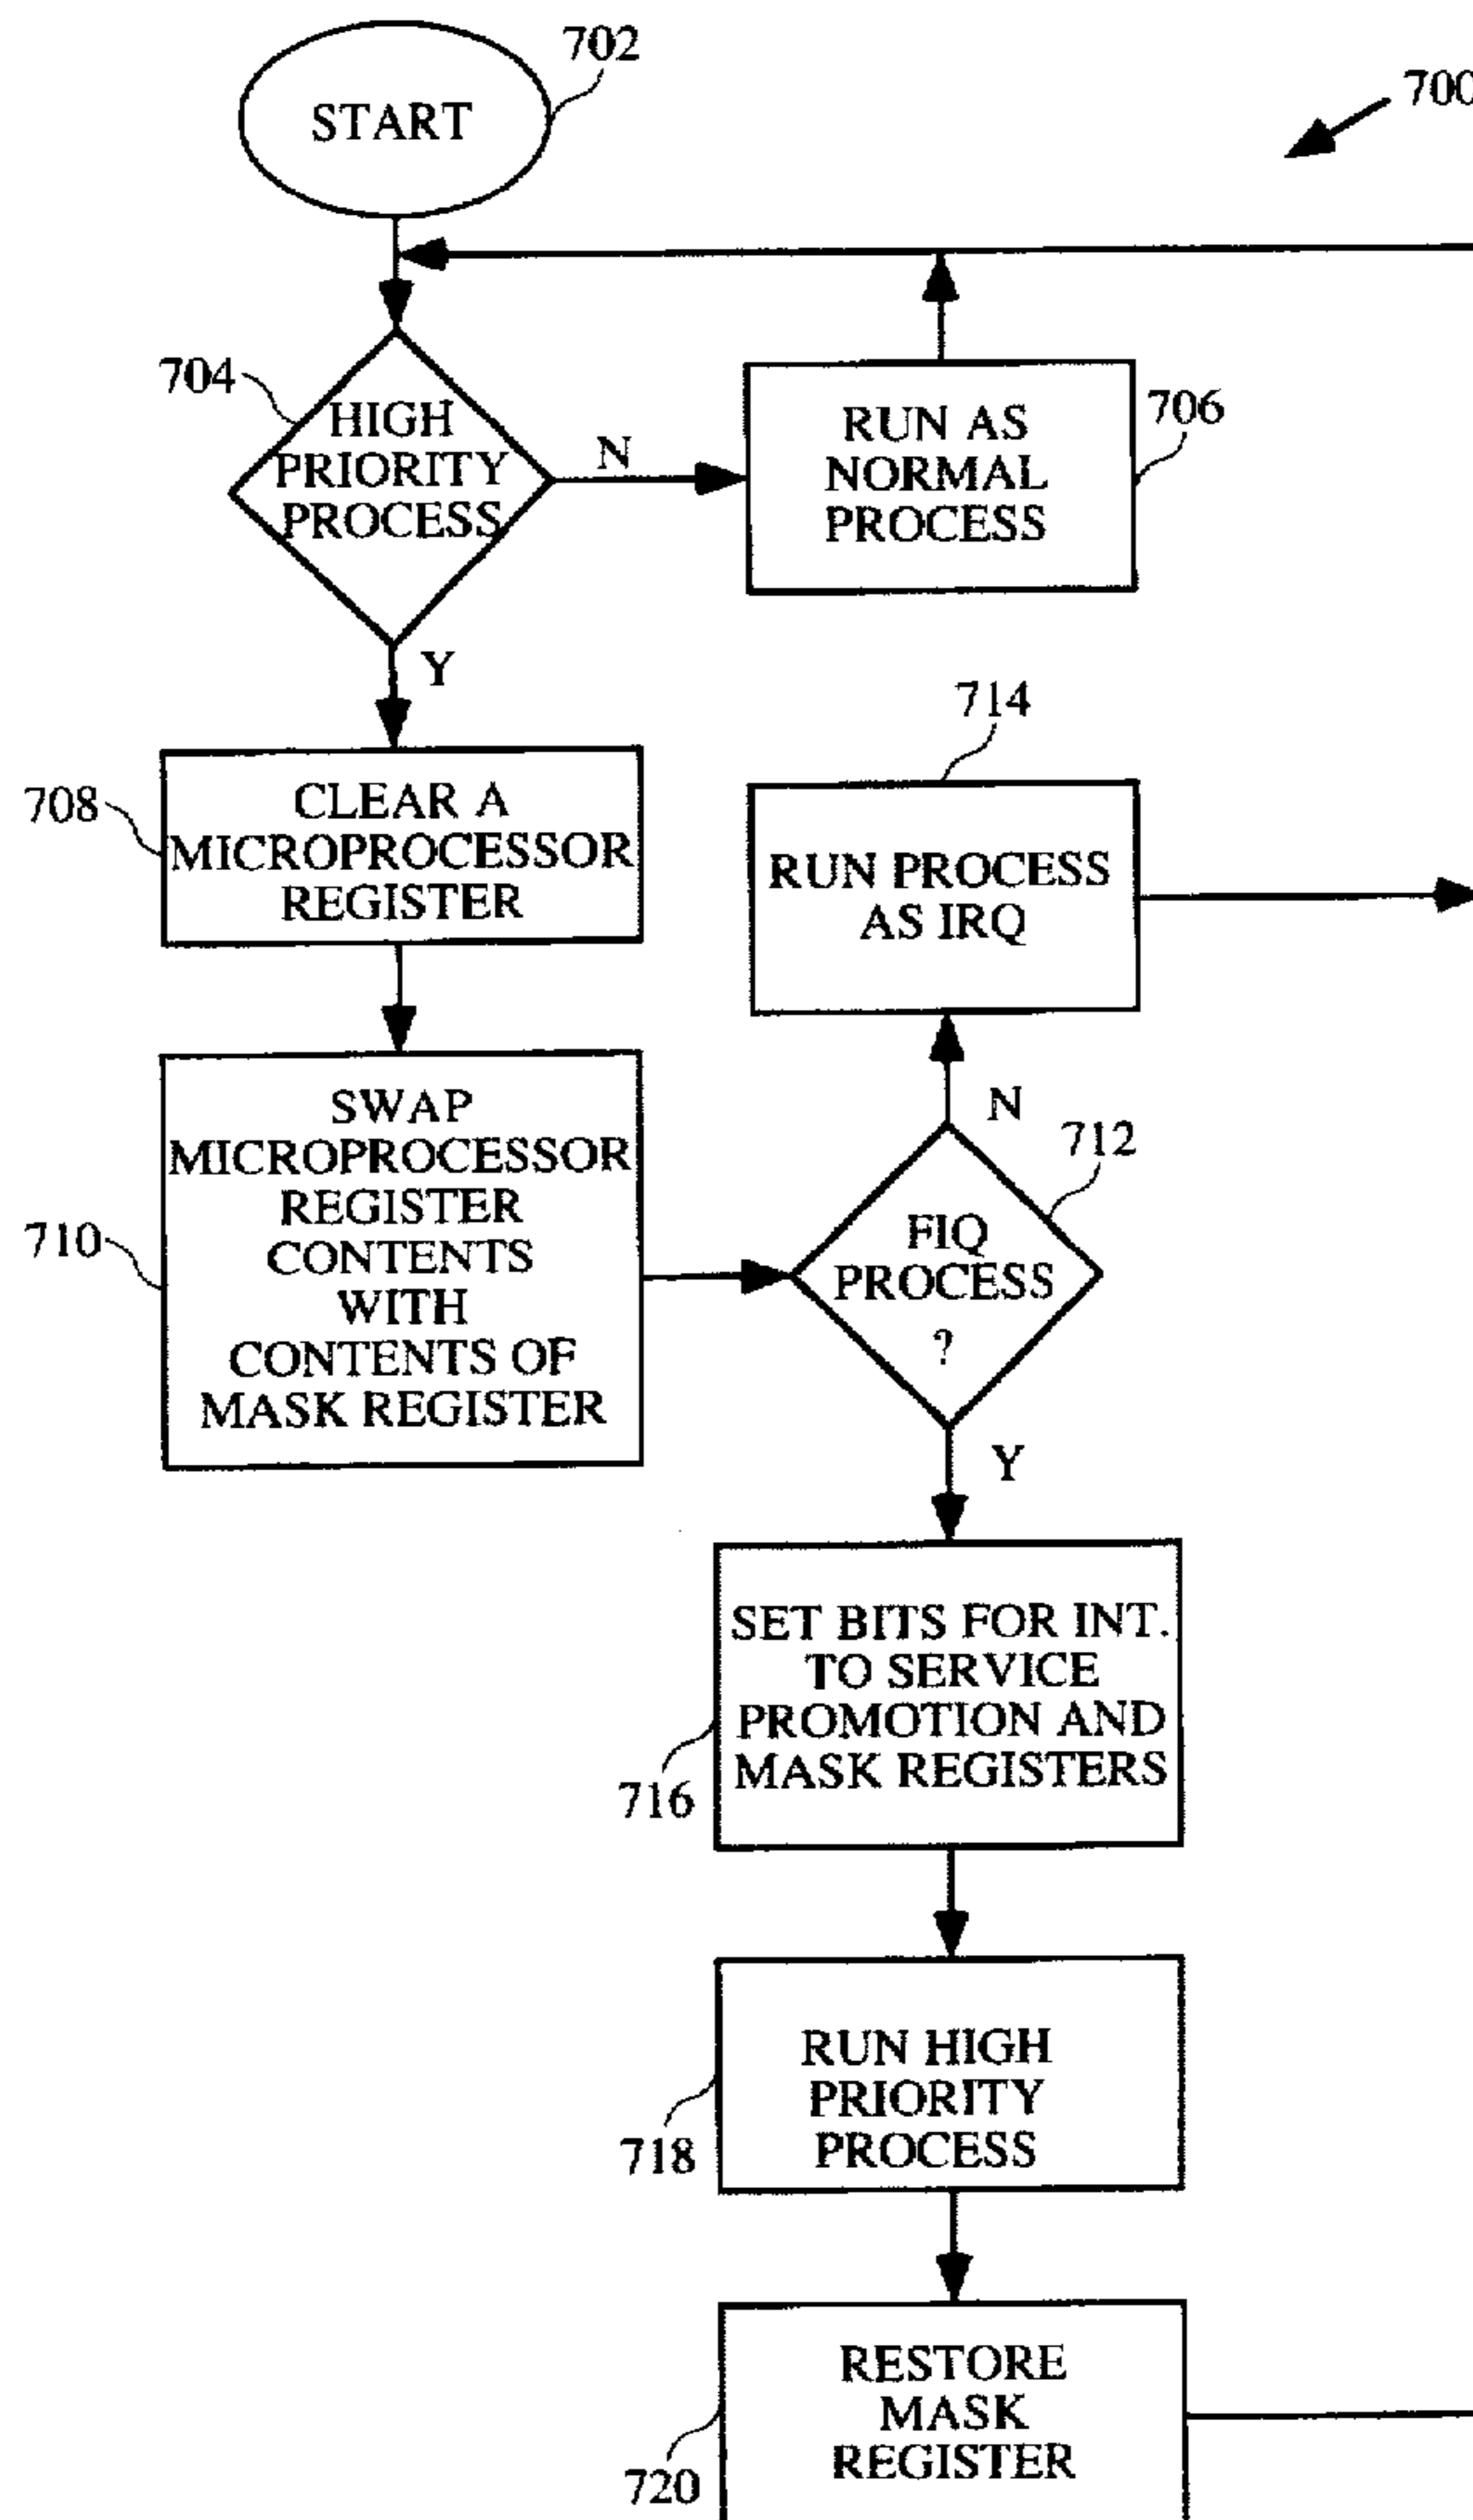 702
START
700
704
HIGH
PRIORITY
PROCESS
N
RUN AS
NORMAL
PROCESS
706
Y
708
CLEAR A
MICROPROCESSOR
REGISTER
714
RUN PROCESS
AS IRQ
710
SWAP
MICROPROCESSOR
REGISTER
CONTENTS
WITH
CONTENTS OF
MASK REGISTER
N
712
FIQ
PROCESS
?
Y
SET BITS FOR INT.
TO SERVICE
PROMOTION AND
MASK REGISTERS
716
RUN HIGH
PRIORITY
PROCESS
718
RESTORE
MASK
REGISTER
720